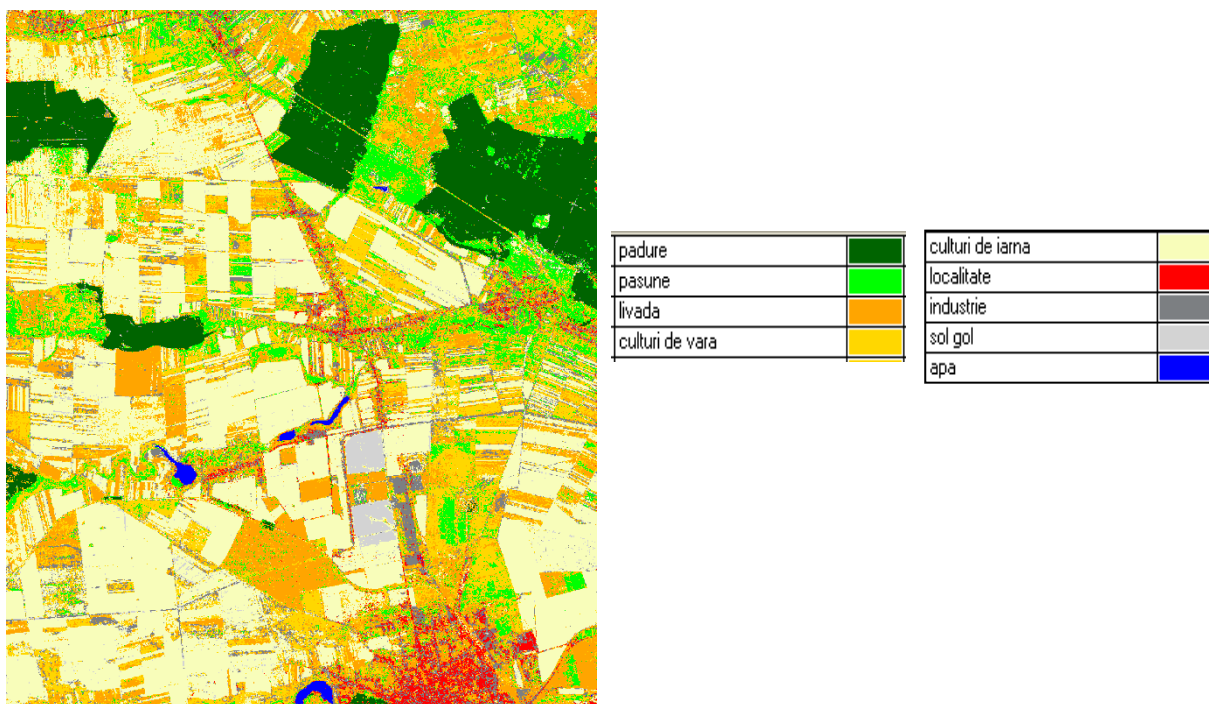 padure
pasune
livada
culturi de vara
culturi de iarna
localitate
industrie
sol gol
apa